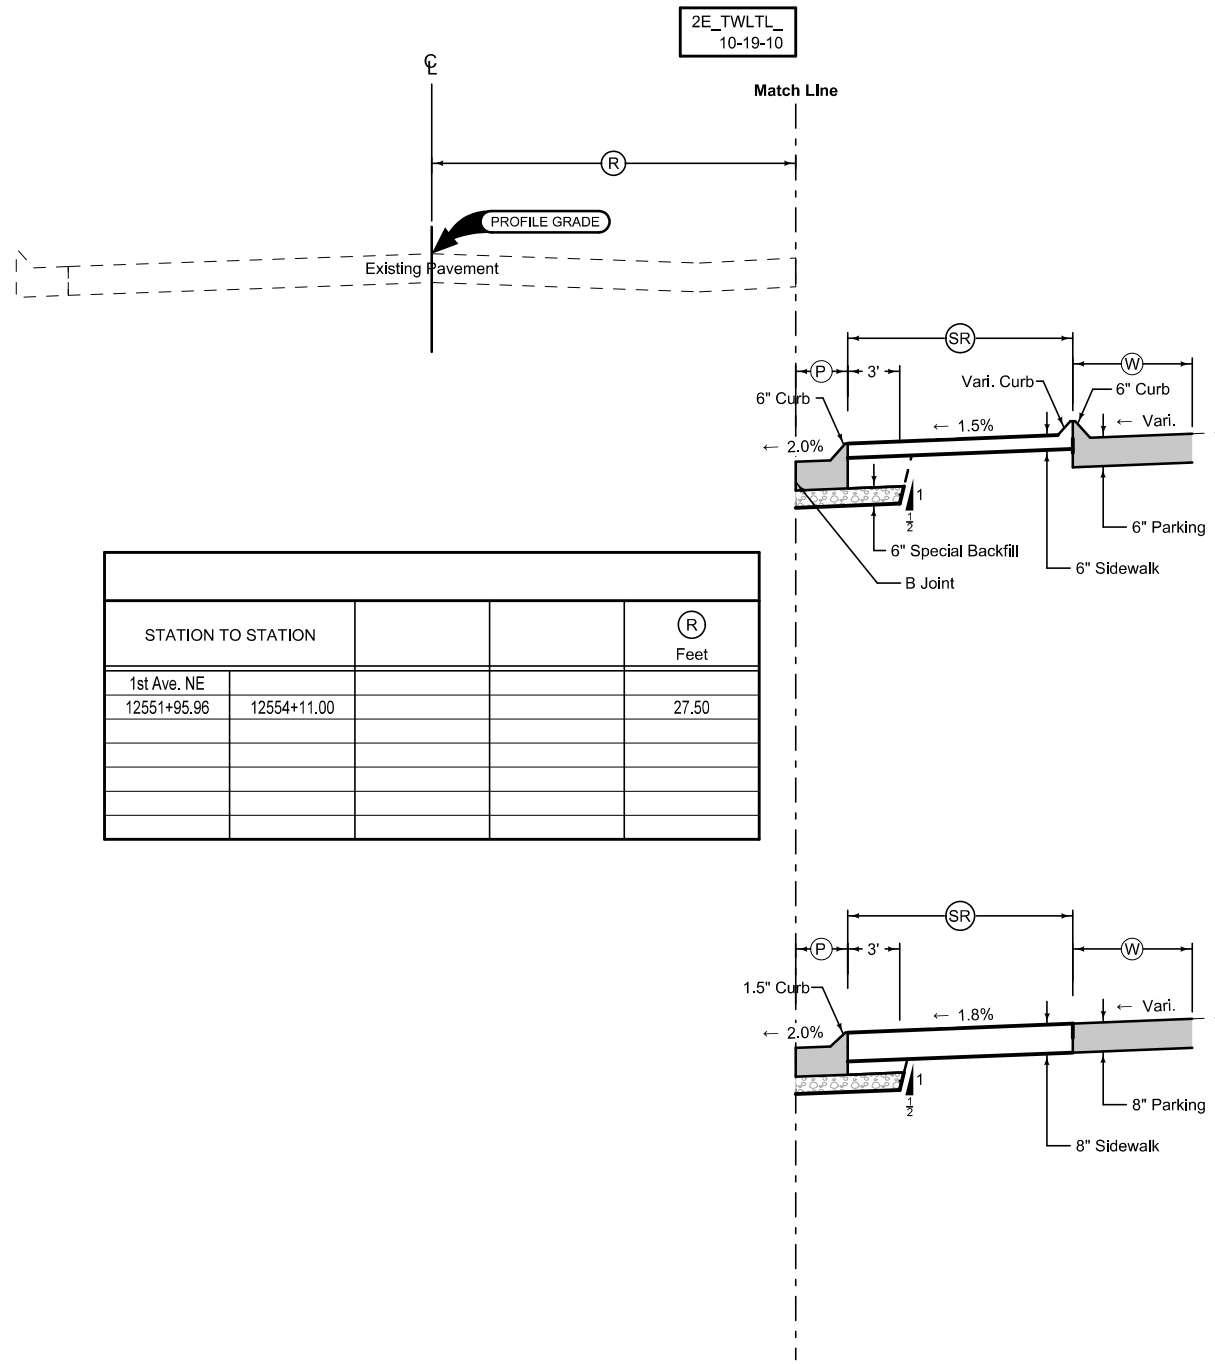 2E_TWLTL_
10-19-10
℄
Match Line
R
PROFILE GRADE
Existing Pavement
SR
P
3'
W
Vari. Curb
6" Curb
6" Curb
← 1.5%
← Vari.
← 2.0%
1
1/2
6" Parking
6" Special Backfill
6" Sidewalk
B Joint
STATION TO STATION
R
Feet
1st Ave. NE
12551+95.96 12554+11.00 27.50
SR
P
3'
W
1.5" Curb
← 1.8%
← Vari.
← 2.0%
1
1/2
8" Parking
8" Sidewalk